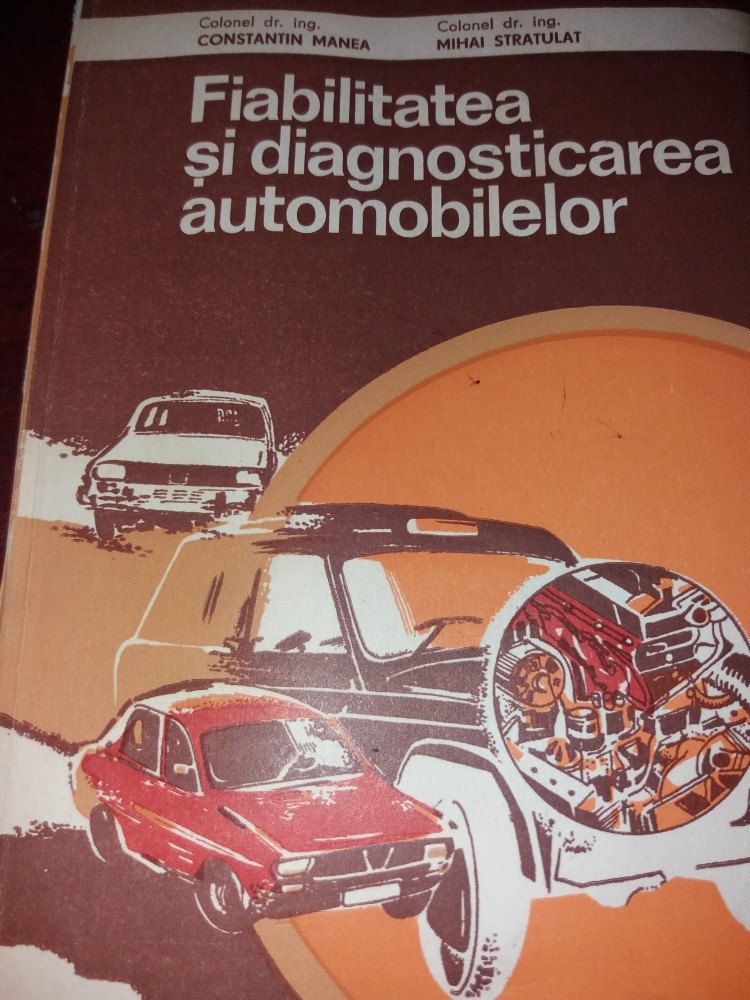 Colonel dr. ing.
CONSTANTIN MANEA
Colonel dr. ing.
MIHAI STRATULAT
Fiabilitatea
și diagnosticarea
automobilelor